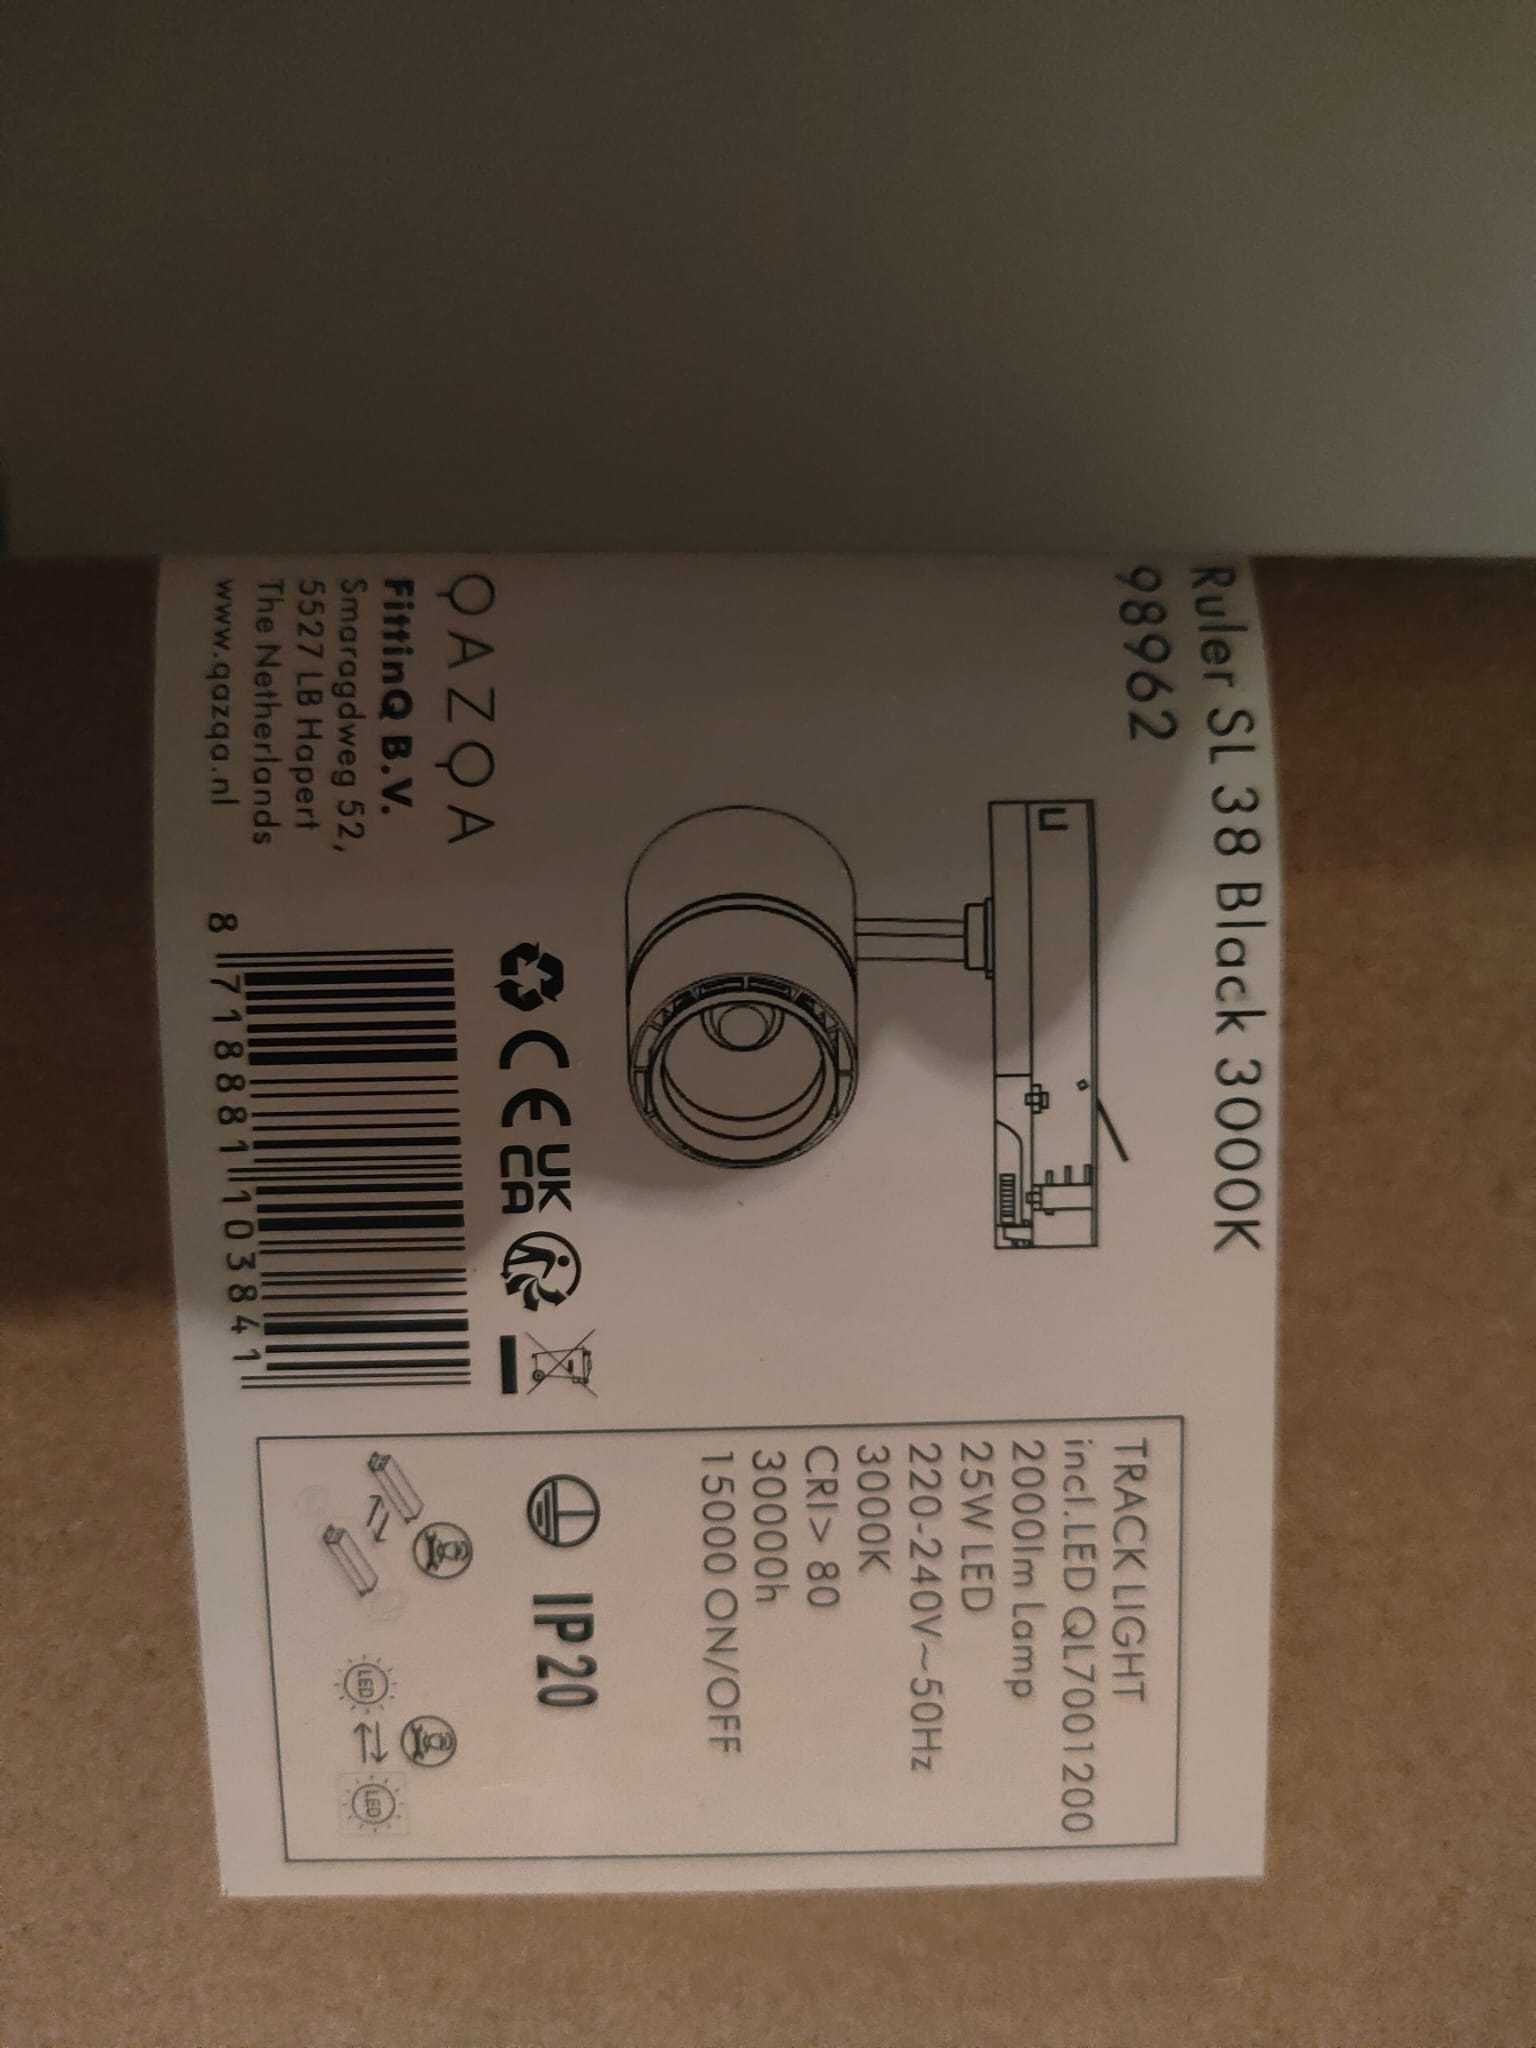 Ruler SL 38 Black 3000K
98962
QAZQA
FittinQ B.V.
Smaragdweg 52,
5527 LB Hapert
The Netherlands
www.qazqa.nl
CE UK CA
8 718881 103841
TRACK LIGHT
incl.LED QL7001200
2000lm Lamp
25W LED
220-240V~50Hz
3000K
CRI> 80
30000h
15000 ON/OFF
IP20
LED LED